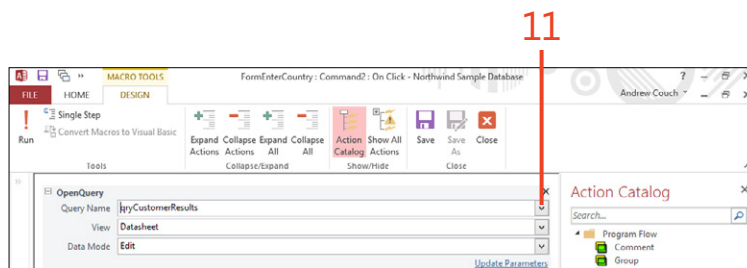 11
MACRO TOOLS
FormEnterCountry : Command2 : On Click - Northwind Sample Database
?
FILE HOME DESIGN
Andrew Couch
Run
Single Step
Convert Macros to Visual Basic
Expand Actions
Collapse Actions
Expand All
Collapse All
Action Catalog
Show All Actions
Save
Save As
Close
Tools
Collapse/Expand
Show/Hide
Close
OpenQuery
Query Name qryCustomerResults
View Datasheet
Data Mode Edit
Update Parameters
Action Catalog
Search...
Program Flow
Comment
Group